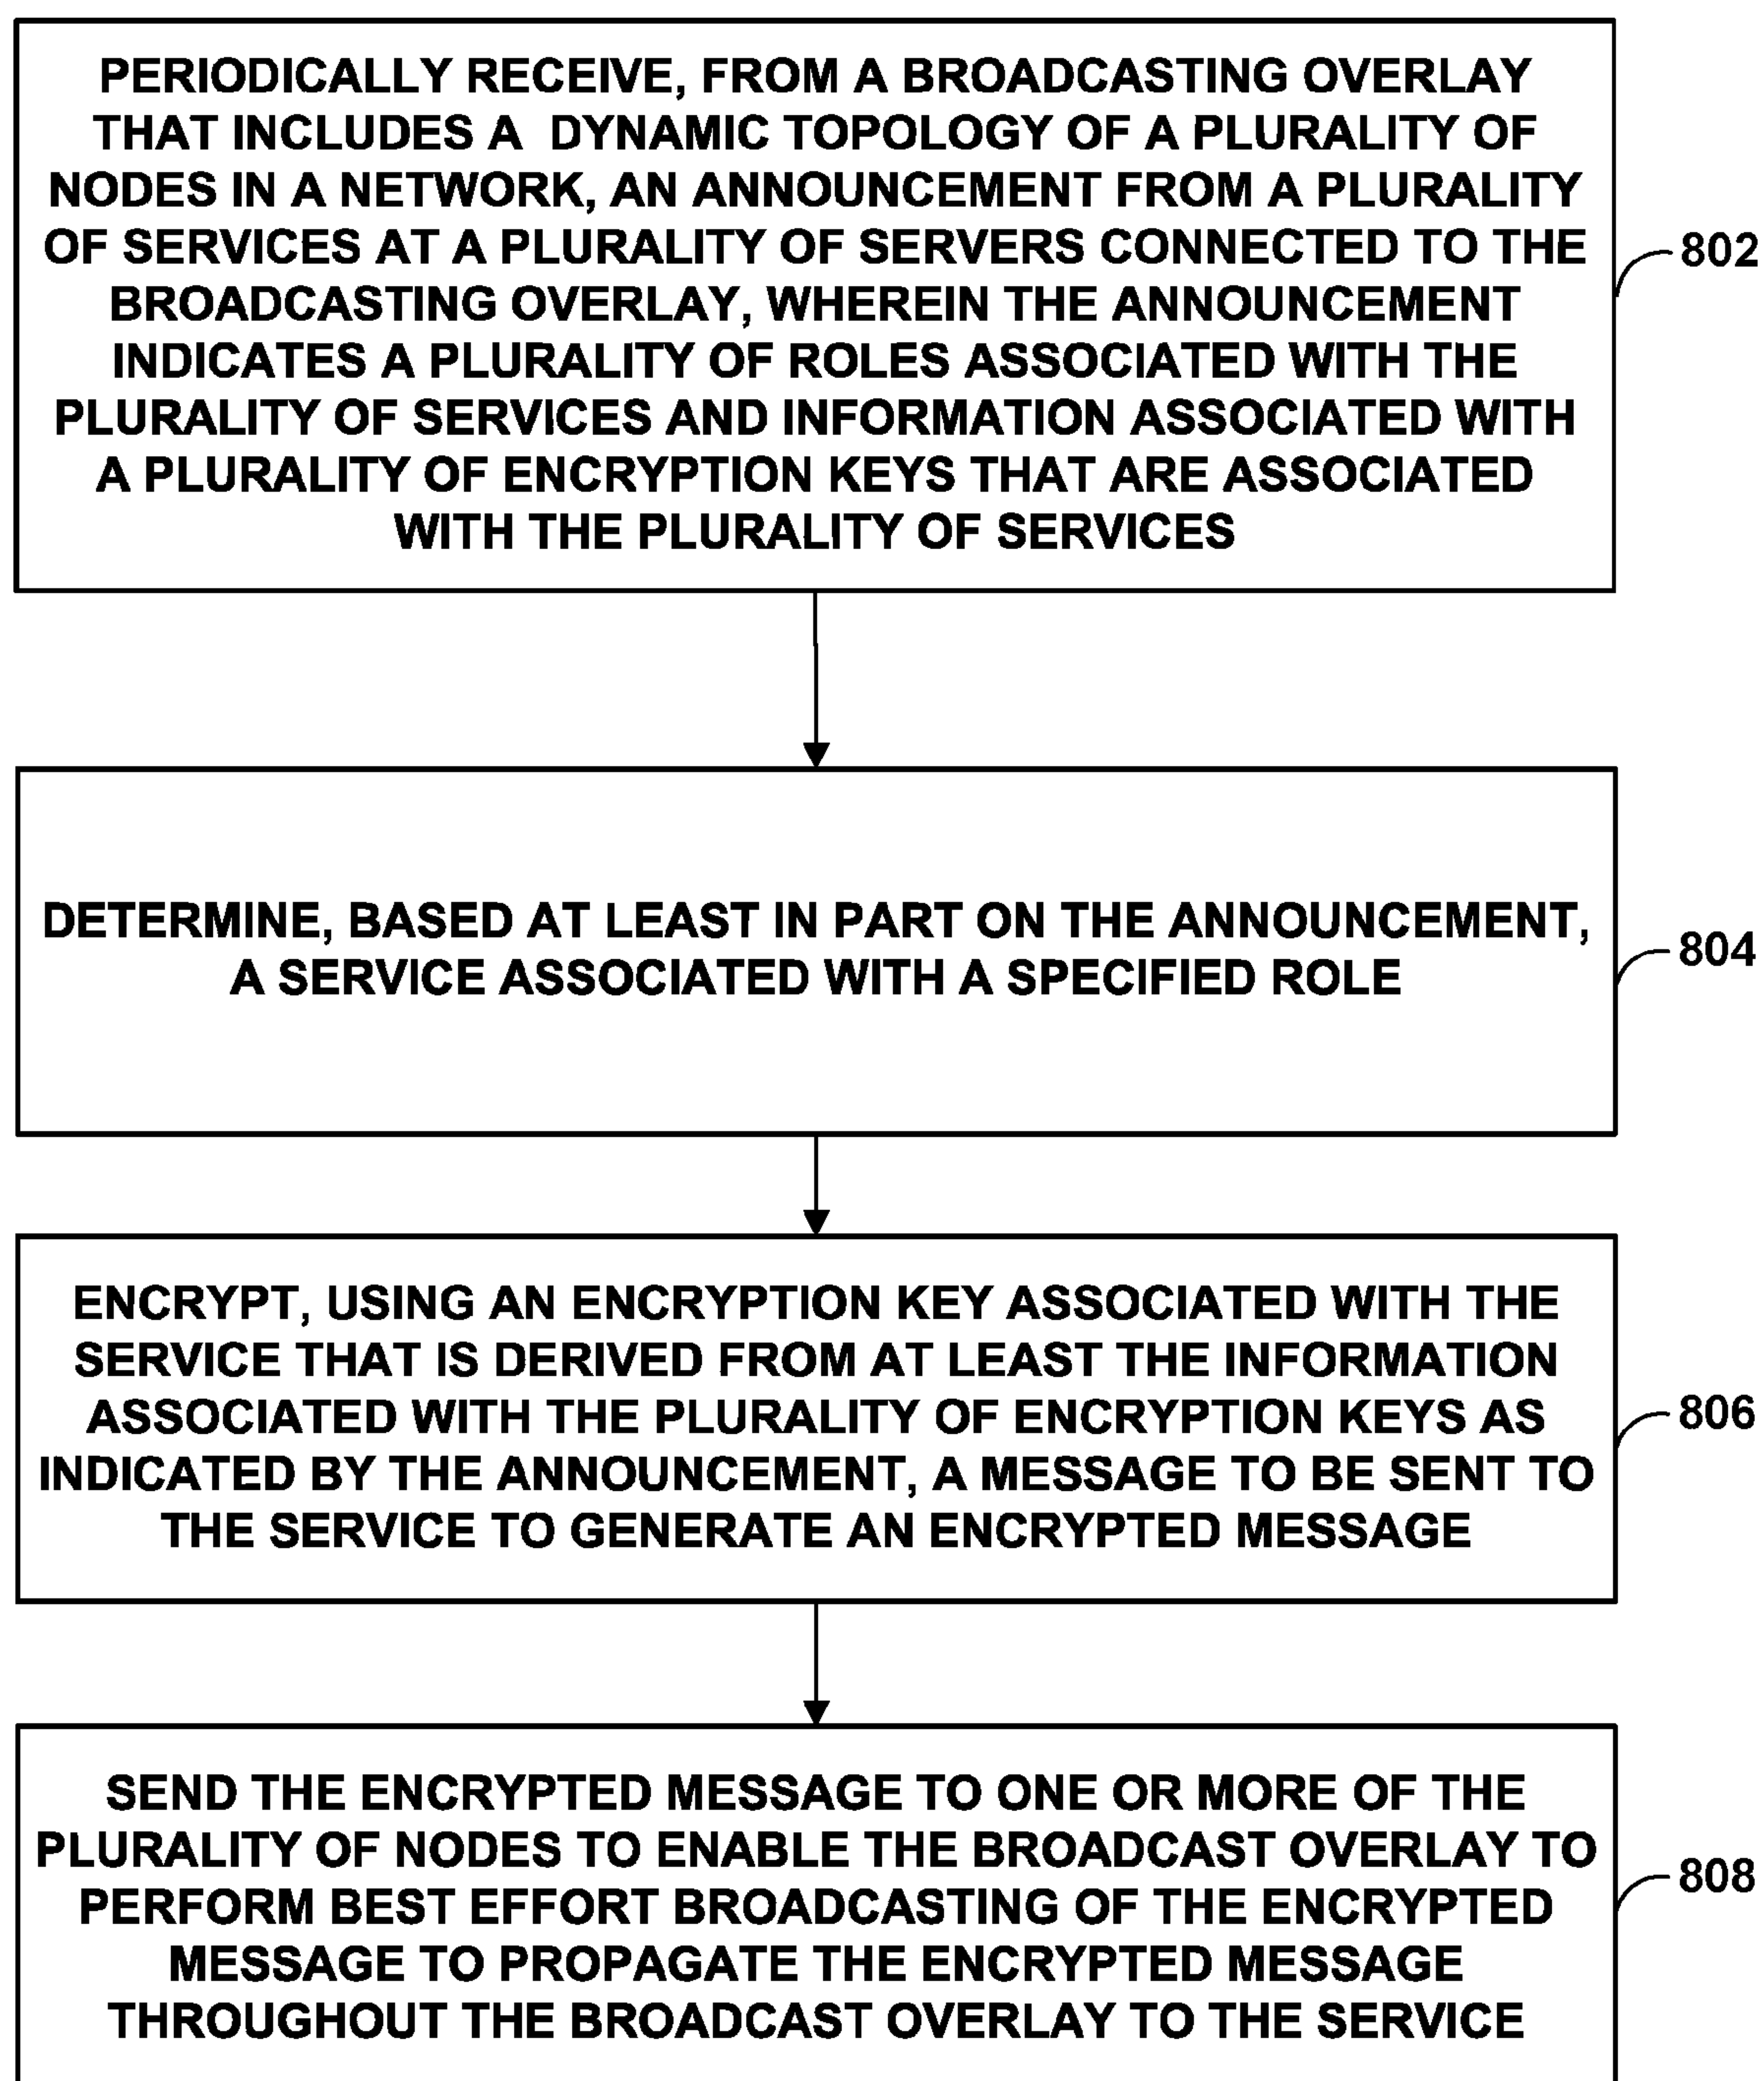 PERIODICALLY RECEIVE, FROM A BROADCASTING OVERLAY
THAT INCLUDES A DYNAMIC TOPOLOGY OF A PLURALITY OF
NODES IN A NETWORK, AN ANNOUNCEMENT FROM A PLURALITY
OF SERVICES AT A PLURALITY OF SERVERS CONNECTED TO THE
BROADCASTING OVERLAY, WHEREIN THE ANNOUNCEMENT
INDICATES A PLURALITY OF ROLES ASSOCIATED WITH THE
PLURALITY OF SERVICES AND INFORMATION ASSOCIATED WITH
A PLURALITY OF ENCRYPTION KEYS THAT ARE ASSOCIATED
WITH THE PLURALITY OF SERVICES
802
DETERMINE, BASED AT LEAST IN PART ON THE ANNOUNCEMENT,
A SERVICE ASSOCIATED WITH A SPECIFIED ROLE
804
ENCRYPT, USING AN ENCRYPTION KEY ASSOCIATED WITH THE
SERVICE THAT IS DERIVED FROM AT LEAST THE INFORMATION
ASSOCIATED WITH THE PLURALITY OF ENCRYPTION KEYS AS
INDICATED BY THE ANNOUNCEMENT, A MESSAGE TO BE SENT TO
THE SERVICE TO GENERATE AN ENCRYPTED MESSAGE
806
SEND THE ENCRYPTED MESSAGE TO ONE OR MORE OF THE
PLURALITY OF NODES TO ENABLE THE BROADCAST OVERLAY TO
PERFORM BEST EFFORT BROADCASTING OF THE ENCRYPTED
MESSAGE TO PROPAGATE THE ENCRYPTED MESSAGE
THROUGHOUT THE BROADCAST OVERLAY TO THE SERVICE
808